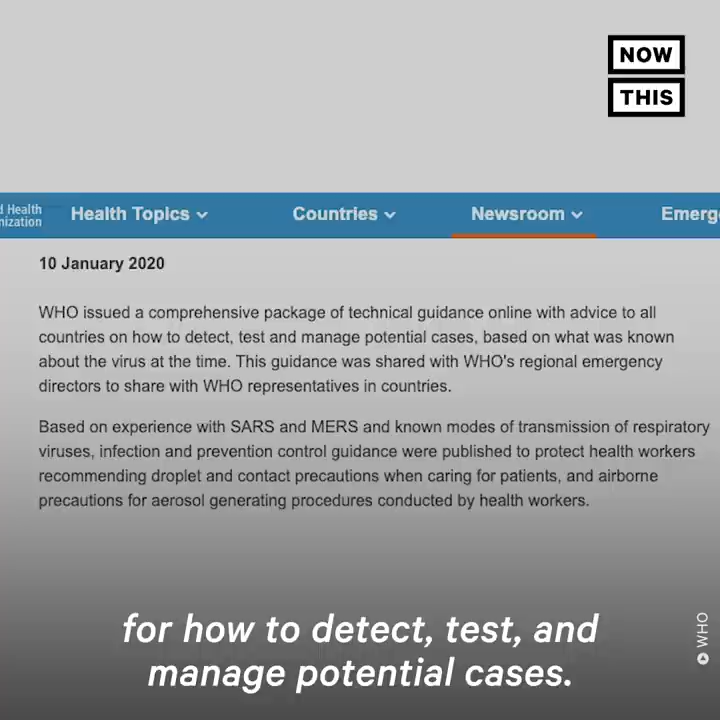 NOW
THIS
d Health
nization
Health Topics
Countries
Newsroom
Emerg
10 January 2020
WHO issued a comprehensive package of technical guidance online with advice to all
countries on how to detect, test and manage potential cases, based on what was known
about the virus at the time. This guidance was shared with WHO's regional emergency
directors to share with WHO representatives in countries.
Based on experience with SARS and MERS and known modes of transmission of respiratory
viruses, infection and prevention control guidance were published to protect health workers
recommending droplet and contact precautions when caring for patients, and airborne
precautions for aerosol generating procedures conducted by health workers.
for how to detect, test, and
manage potential cases.
WHO